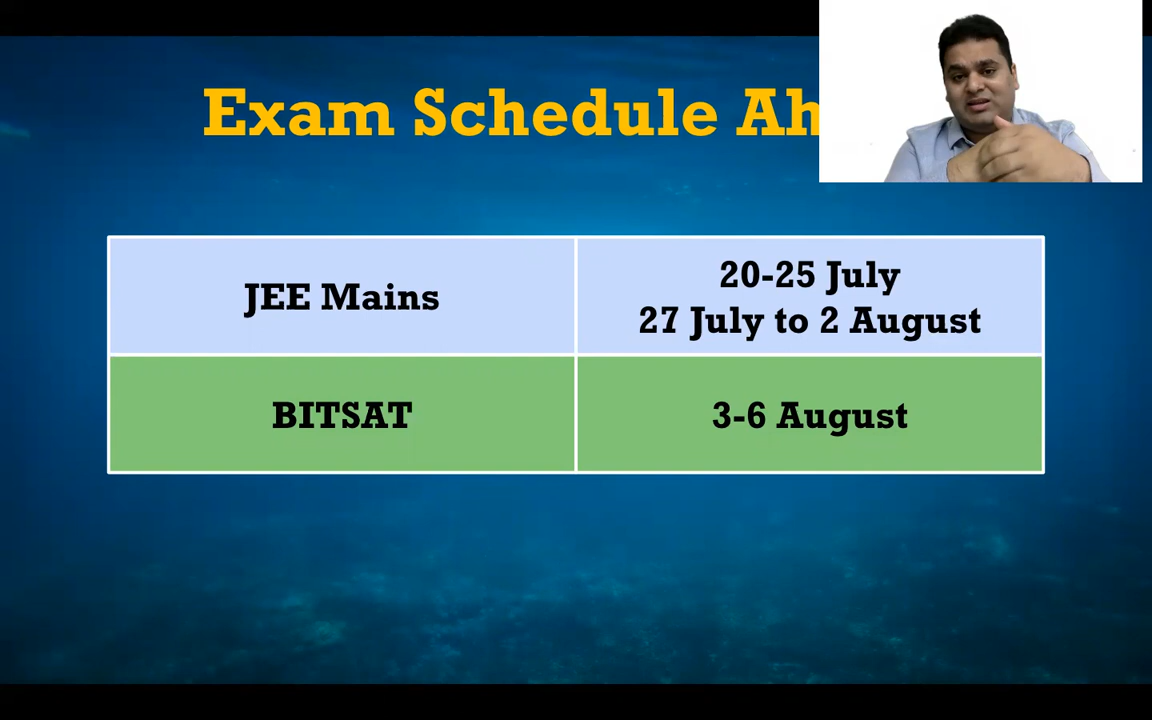 Exam Schedule Ah
JEE Mains
20-25 July
27 July to 2 August
BITSAT
3-6 August